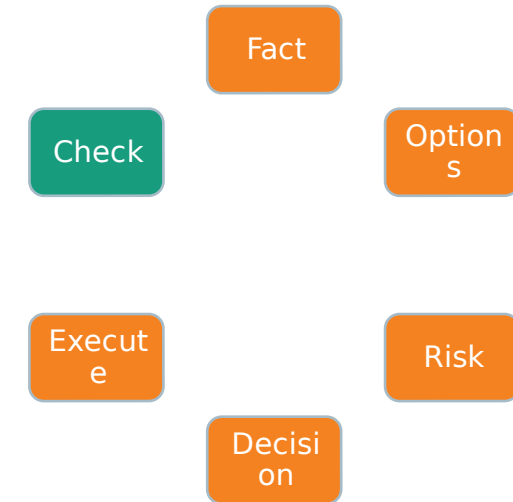 Fact
Check
Option
s
Execut
e
Risk
Decisi
on